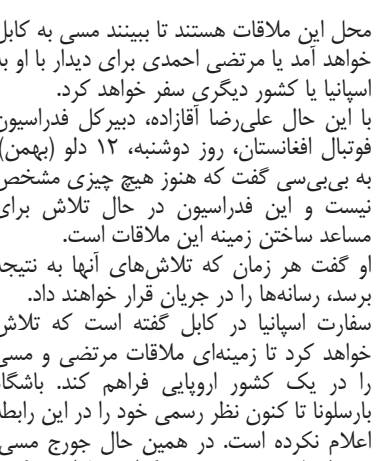 محل این ملاقات هستند تا ببینند مسی به کابل
خواهد آمد یا مرتضی احمدی برای دیدار با او به
اسپانیا یا کشور دیگری سفر خواهد کرد.
با این حال علی‌رضا آقازاده، دبیرکل فدراسیون
فوتبال افغانستان، روز دوشنبه، ۱۲ دلو (بهمن)
به بی‌بی‌سی گفت که هنوز هیچ چیزی مشخص
نیست و این فدراسیون در حال تلاش برای
مساعد ساختن زمینه این ملاقات است.
او گفت هر زمان که تلاش‌های آنها به نتیجه
برسد، رسانه‌ها را در جریان قرار خواهند داد.
سفارت اسپانیا در کابل گفته است که تلاش
خواهد کرد تا زمینه‌ای ملاقات مرتضی و مسی
را در یک کشور اروپایی فراهم کند. باشگاه
بارسلونا تا کنون نظر رسمی خود را در این رابطه
اعلام نکرده است. در همین حال جورج مسی،